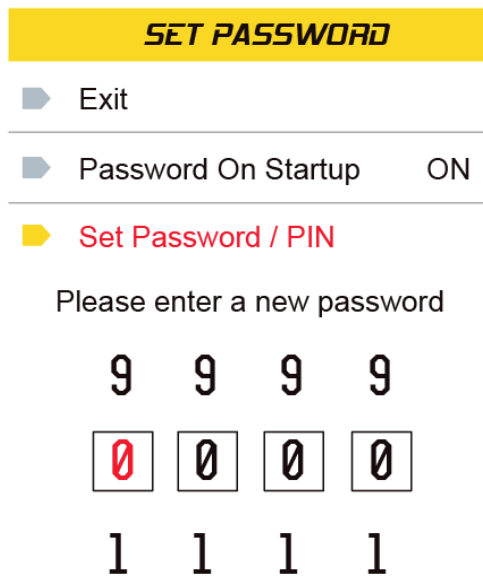 SET PASSWORD
Exit
Password On Startup ON
Set Password / PIN
Please enter a new password
9 9 9 9
0 0 0 0
1 1 1 1